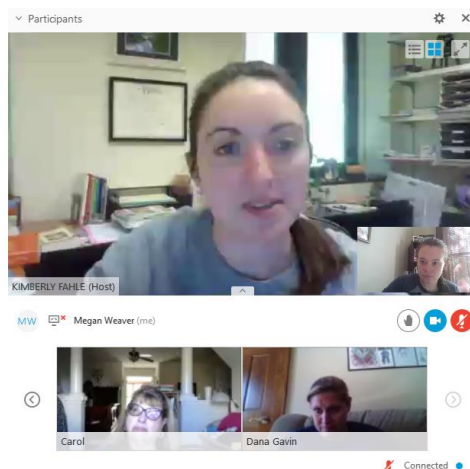 Participants
KIMBERLY FAHLE (Host)
MW Megan Weaver (me)
Carol Dana Gavin
Connected